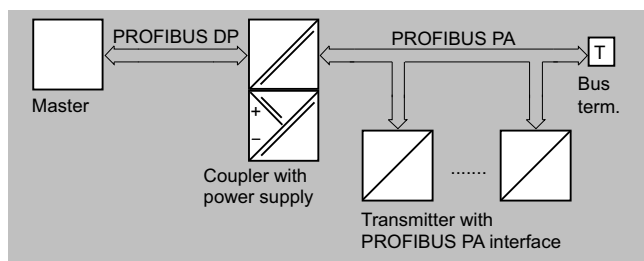 PROFIBUS DP
PROFIBUS PA
T
Master
Bus
term.
+
–
Coupler with
power supply
.......
Transmitter with
PROFIBUS PA interface